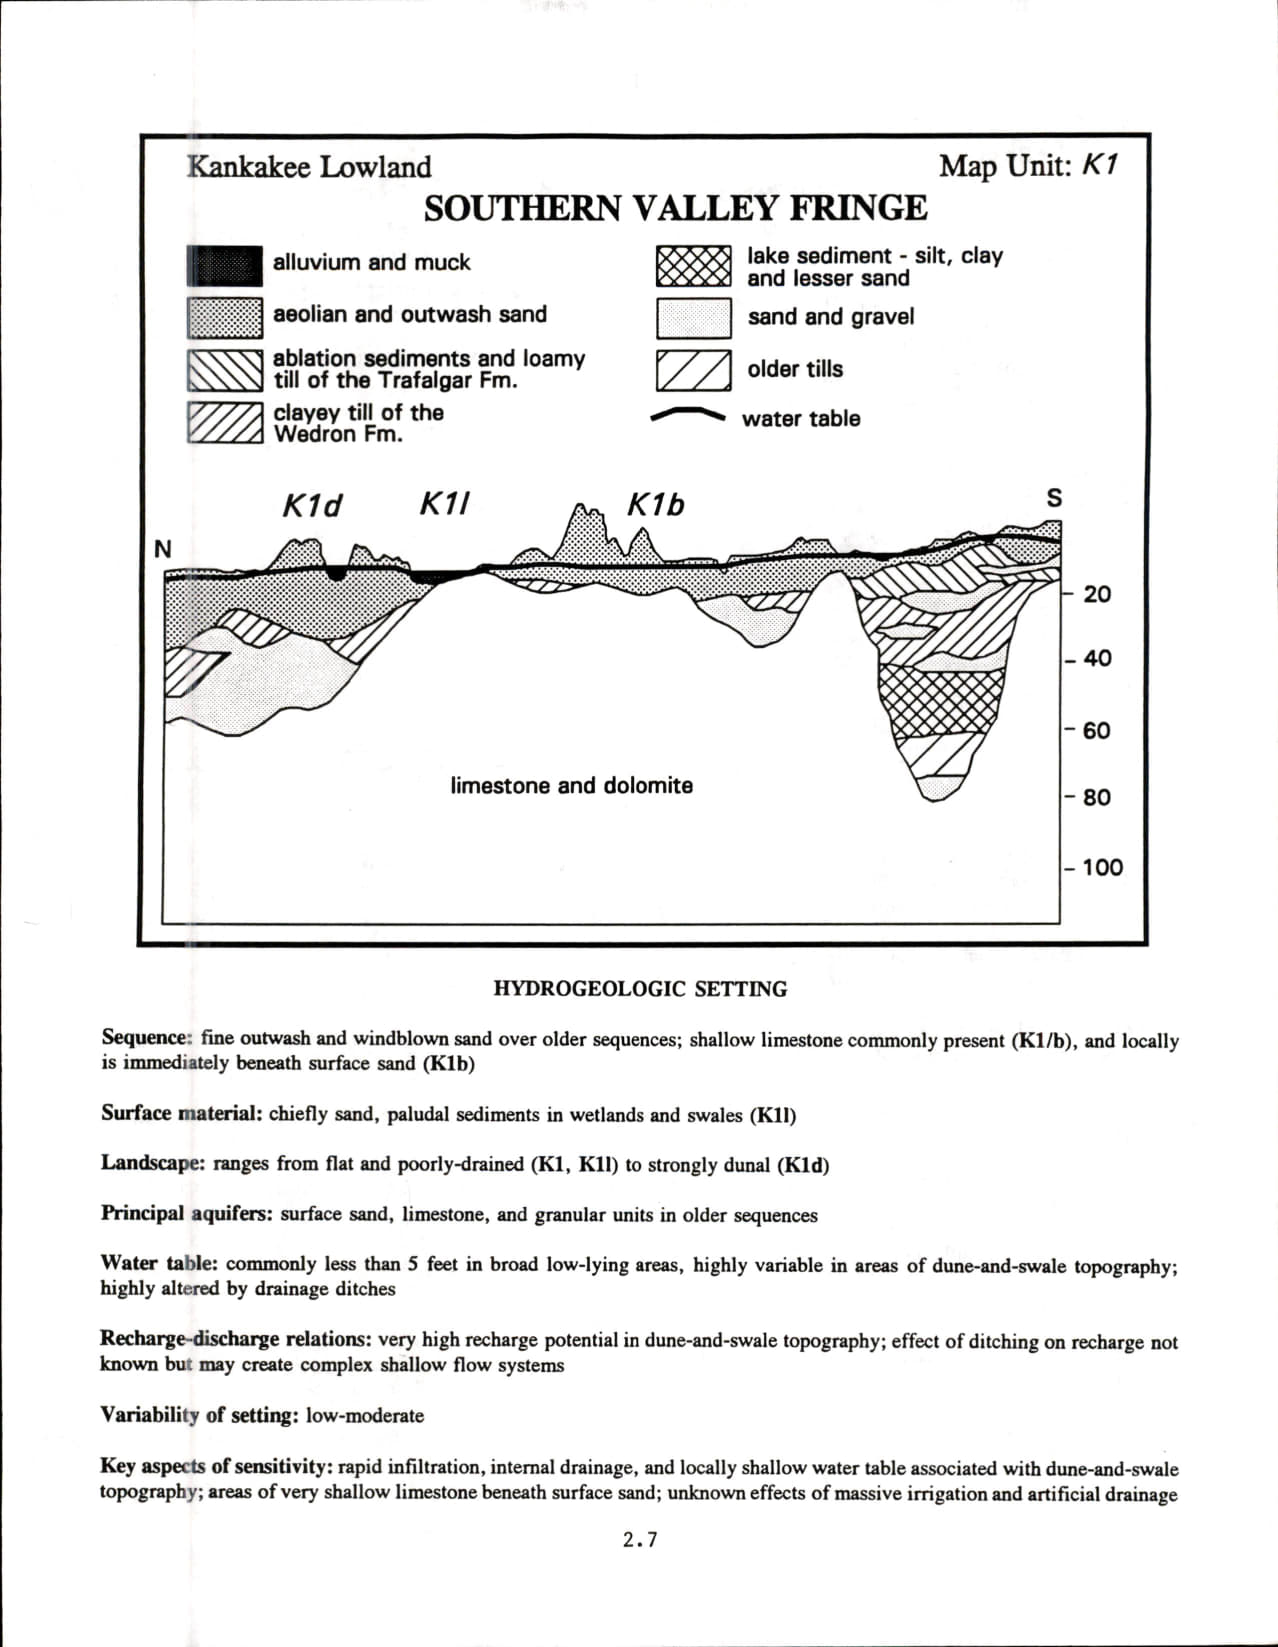 Kankakee Lowland
Map Unit: K1
SOUTHERN VALLEY FRINGE
alluvium and muck
aeolian and outwash sand
ablation sediments and loamy
till of the Trafalgar Fm.
clayey till of the
Wedron Fm.
lake sediment - silt, clay
and lesser sand
sand and gravel
older tills
water table
K1d
K1l
K1b
N
S
20
40
60
80
100
limestone and dolomite
HYDROGEOLOGIC SETTING
Sequence: fine outwash and windblown sand over older sequences; shallow limestone commonly present (K1/b), and locally
is immediately beneath surface sand (K1b)
Surface material: chiefly sand, paludal sediments in wetlands and swales (K1l)
Landscape: ranges from flat and poorly-drained (K1, K1l) to strongly dunal (K1d)
Principal aquifers: surface sand, limestone, and granular units in older sequences
Water table: commonly less than 5 feet in broad low-lying areas, highly variable in areas of dune-and-swale topography;
highly altered by drainage ditches
Recharge-discharge relations: very high recharge potential in dune-and-swale topography; effect of ditching on recharge not
known but may create complex shallow flow systems
Variability of setting: low-moderate
Key aspects of sensitivity: rapid infiltration, internal drainage, and locally shallow water table associated with dune-and-swale
topography; areas of very shallow limestone beneath surface sand; unknown effects of massive irrigation and artificial drainage
2.7